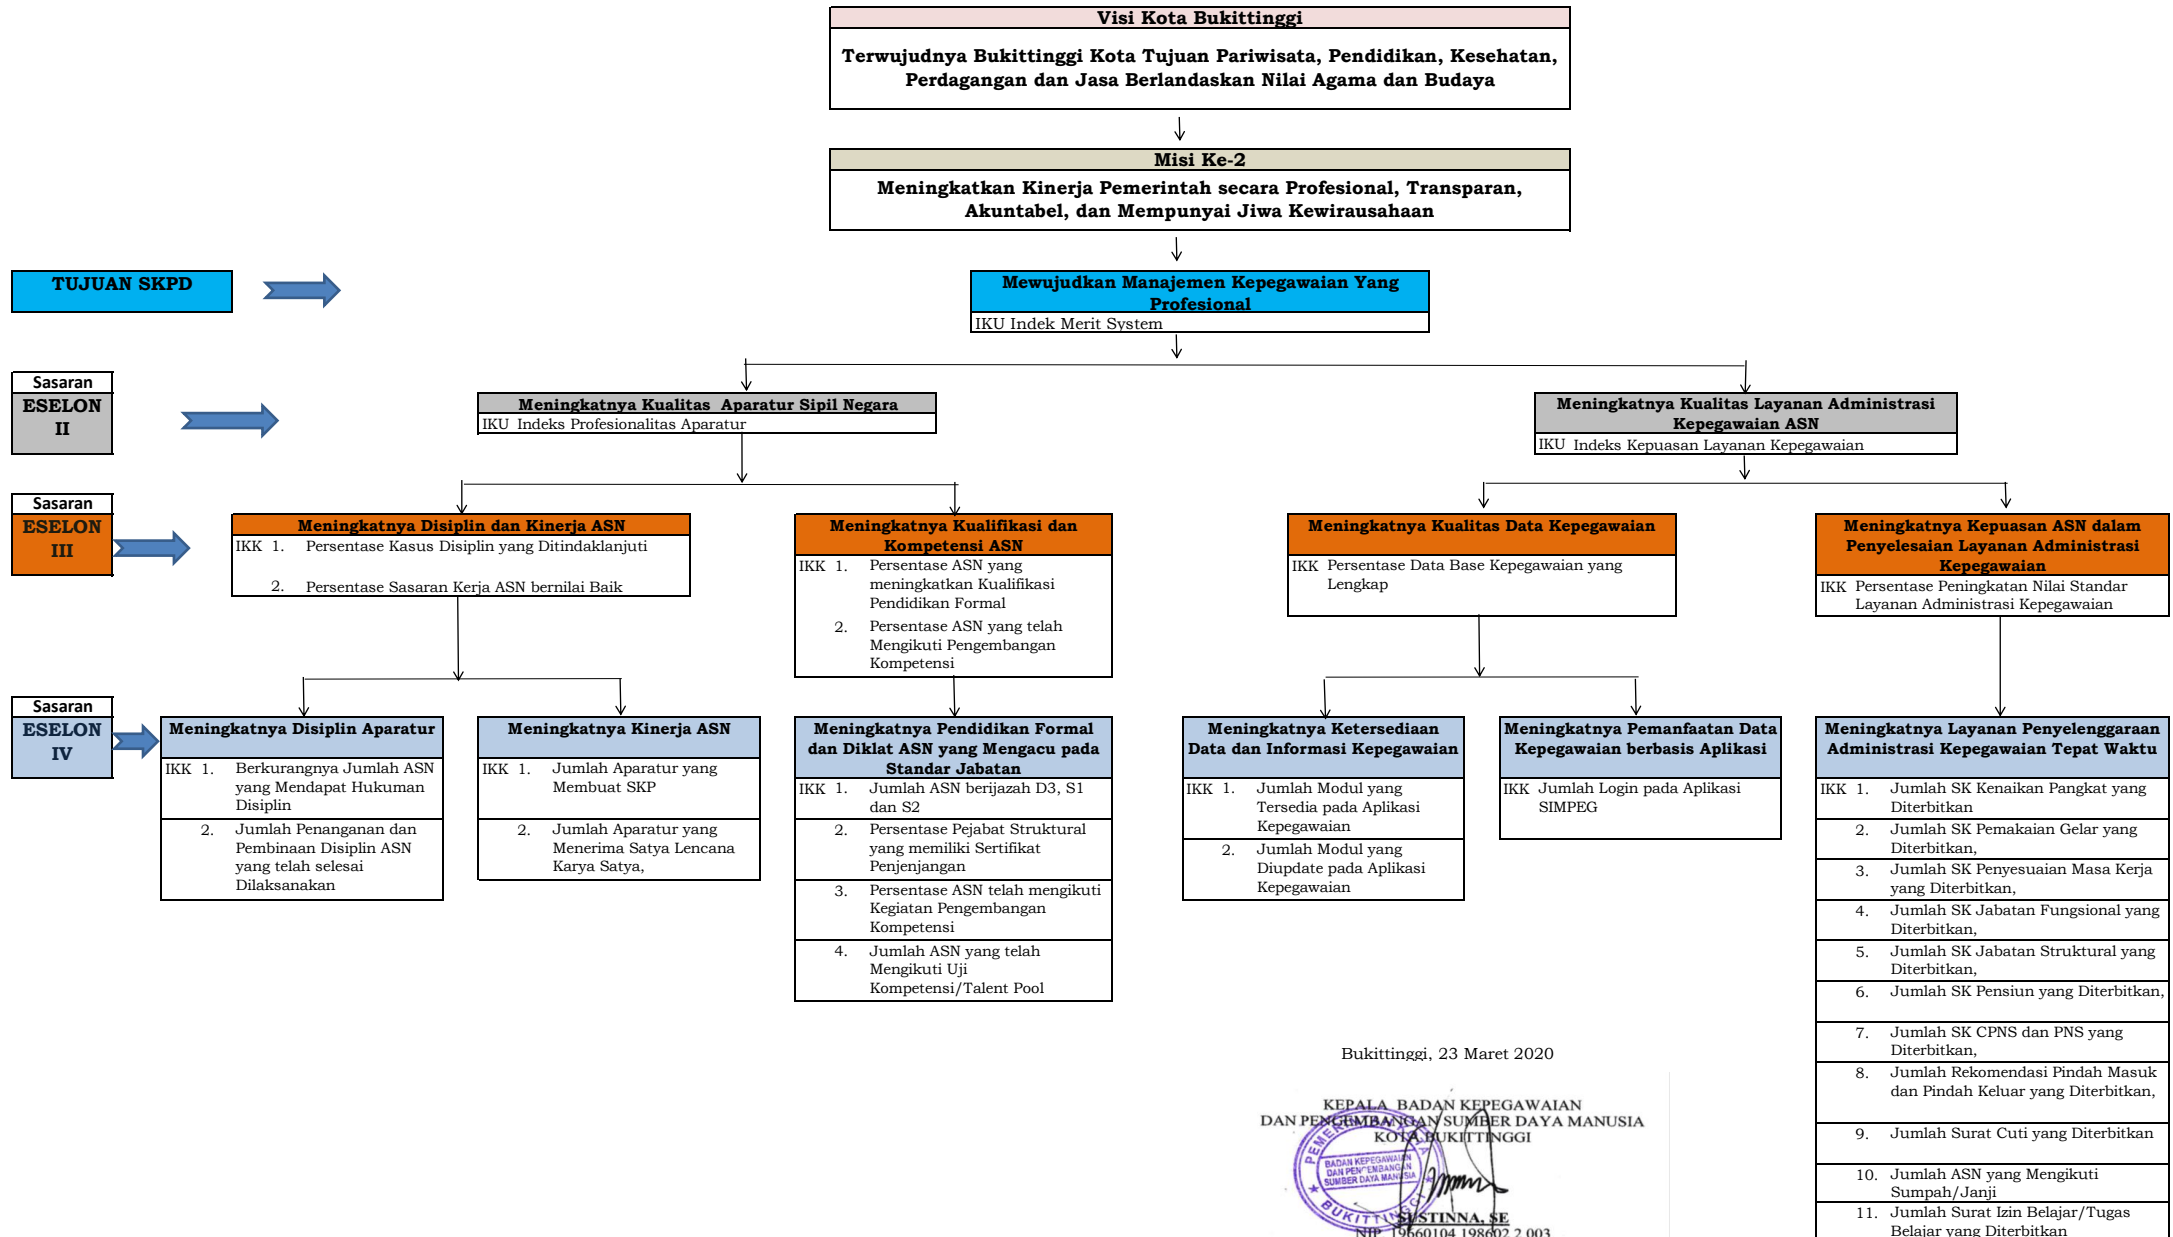 Visi Kota Bukittinggi
Terwujudnya Bukittinggi Kota Tujuan Pariwisata, Pendidikan, Kesehatan,
Perdagangan dan Jasa Berlandaskan Nilai Agama dan Budaya
Misi Ke-2
Meningkatkan Kinerja Pemerintah secara Profesional, Transparan,
Akuntabel, dan Mempunyai Jiwa Kewirausahaan
TUJUAN SKPD
Mewujudkan Manajemen Kepegawaian Yang
Profesional
IKU Indek Merit System
Sasaran
ESELON
II
Meningkatnya Kualitas Aparatur Sipil Negara
IKU Indeks Profesionalitas Aparatur
Meningkatnya Kualitas Layanan Administrasi
Kepegawaian ASN
IKU Indeks Kepuasan Layanan Kepegawaian
Sasaran
ESELON
III
Meningkatnya Disiplin dan Kinerja ASN
IKK 1. Persentase Kasus Disiplin yang Ditindaklanjuti
2. Persentase Sasaran Kerja ASN bernilai Baik
Meningkatnya Kualifikasi dan
Kompetensi ASN
IKK 1. Persentase ASN yang
meningkatkan Kualifikasi
Pendidikan Formal
2. Persentase ASN yang telah
Mengikuti Pengembangan
Kompetensi
Meningkatnya Kualitas Data Kepegawaian
IKK Persentase Data Base Kepegawaian yang
Lengkap
Meningkatnya Kepuasan ASN dalam
Penyelesaian Layanan Administrasi
Kepegawaian
IKK Persentase Peningkatan Nilai Standar
Layanan Administrasi Kepegawaian
Sasaran
ESELON
IV
Meningkatnya Disiplin Aparatur
IKK 1. Berkurangnya Jumlah ASN
yang Mendapat Hukuman
Disiplin
2. Jumlah Penanganan dan
Pembinaan Disiplin ASN
yang telah selesai
Dilaksanakan
Meningkatnya Kinerja ASN
IKK 1. Jumlah Aparatur yang
Membuat SKP
2. Jumlah Aparatur yang
Menerima Satya Lencana
Karya Satya,
Meningkatnya Pendidikan Formal
dan Diklat ASN yang Mengacu pada
Standar Jabatan
IKK 1. Jumlah ASN berijazah D3, S1
dan S2
2. Persentase Pejabat Struktural
yang memiliki Sertifikat
Penjenjangan
3. Persentase ASN telah mengikuti
Kegiatan Pengembangan
Kompetensi
4. Jumlah ASN yang telah
Mengikuti Uji
Kompetensi/Talent Pool
Meningkatnya Ketersediaan
Data dan Informasi Kepegawaian
IKK 1. Jumlah Modul yang
Tersedia pada Aplikasi
Kepegawaian
2. Jumlah Modul yang
Diupdate pada Aplikasi
Kepegawaian
Meningkatnya Pemanfaatan Data
Kepegawaian berbasis Aplikasi
IKK Jumlah Login pada Aplikasi
SIMPEG
Meningkatnya Layanan Penyelenggaraan
Administrasi Kepegawaian Tepat Waktu
IKK 1. Jumlah SK Kenaikan Pangkat yang
Diterbitkan
2. Jumlah SK Pemakaian Gelar yang
Diterbitkan,
3. Jumlah SK Penyesuaian Masa Kerja
yang Diterbitkan,
4. Jumlah SK Jabatan Fungsional yang
Diterbitkan,
5. Jumlah SK Jabatan Struktural yang
Diterbitkan,
6. Jumlah SK Pensiun yang Diterbitkan,
7. Jumlah SK CPNS dan PNS yang
Diterbitkan,
8. Jumlah Rekomendasi Pindah Masuk
dan Pindah Keluar yang Diterbitkan,
9. Jumlah Surat Cuti yang Diterbitkan
10. Jumlah ASN yang Mengikuti
Sumpah/Janji
11. Jumlah Surat Izin Belajar/Tugas
Belajar yang Diterbitkan
Bukittinggi, 23 Maret 2020
KEPALA BADAN KEPEGAWAIAN
DAN PENGEMBANGAN SUMBER DAYA MANUSIA
KOTA BUKITTINGGI
PEMERINTAH KOTA
BADAN KEPEGAWAIAN
DAN PENGEMBANGAN
SUMBER DAYA MANUSIA
BUKITTINGGI
SUSTINNA, SE
NIP 19660104 198602 2 003